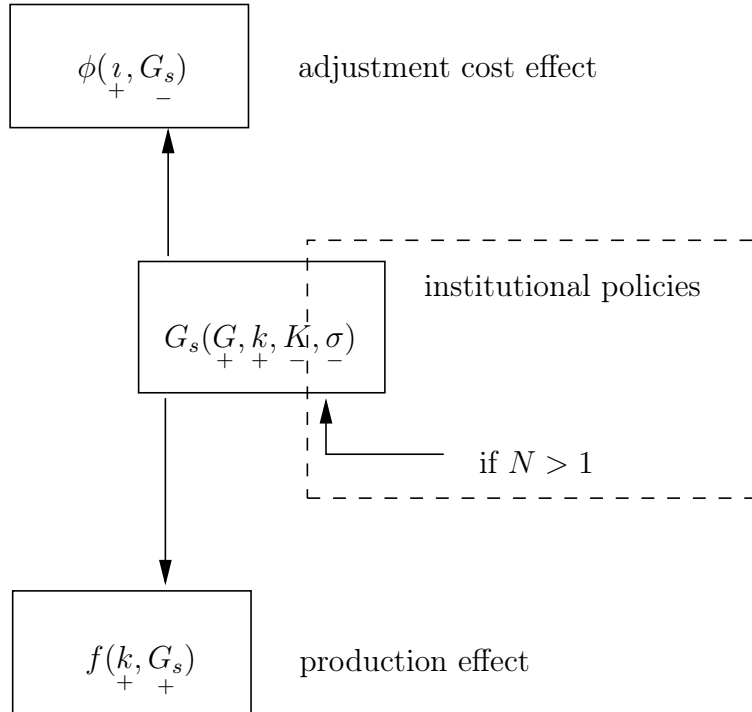 ϕ(ı, G_s) adjustment cost effect
+ −
institutional policies
G_s(G, k, K, σ)
+ + − −
if N > 1
f(k, G_s) production effect
+ +